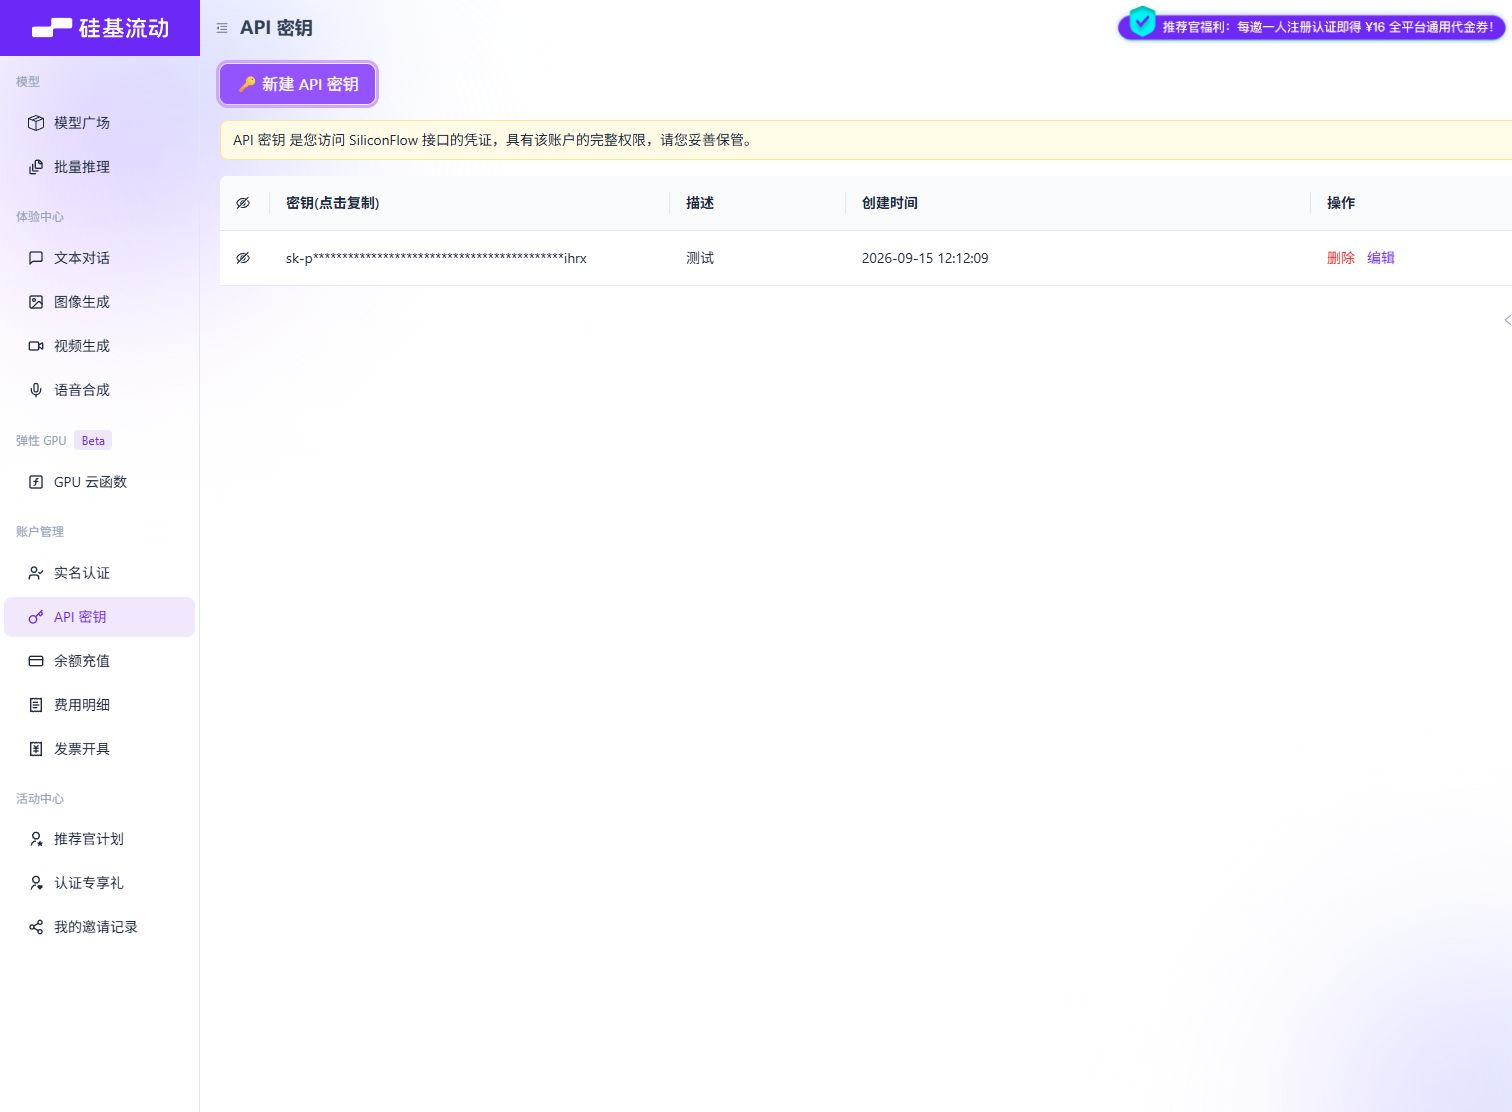 硅基流动
API 密钥
推荐官福利：每邀一人注册认证即得 ¥16 全平台通用代金券！
模型
模型广场
批量推理
体验中心
文本对话
图像生成
视频生成
语音合成
弹性 GPU Beta
GPU 云函数
账户管理
实名认证
API 密钥
余额充值
费用明细
发票开具
活动中心
推荐官计划
认证专享礼
我的邀请记录
新建 API 密钥
API 密钥 是您访问 SiliconFlow 接口的凭证，具有该账户的完整权限，请您妥善保管。
密钥(点击复制) 描述 创建时间 操作
sk-p*******************************************ihrx 测试 2026-09-15 12:12:09 删除 编辑